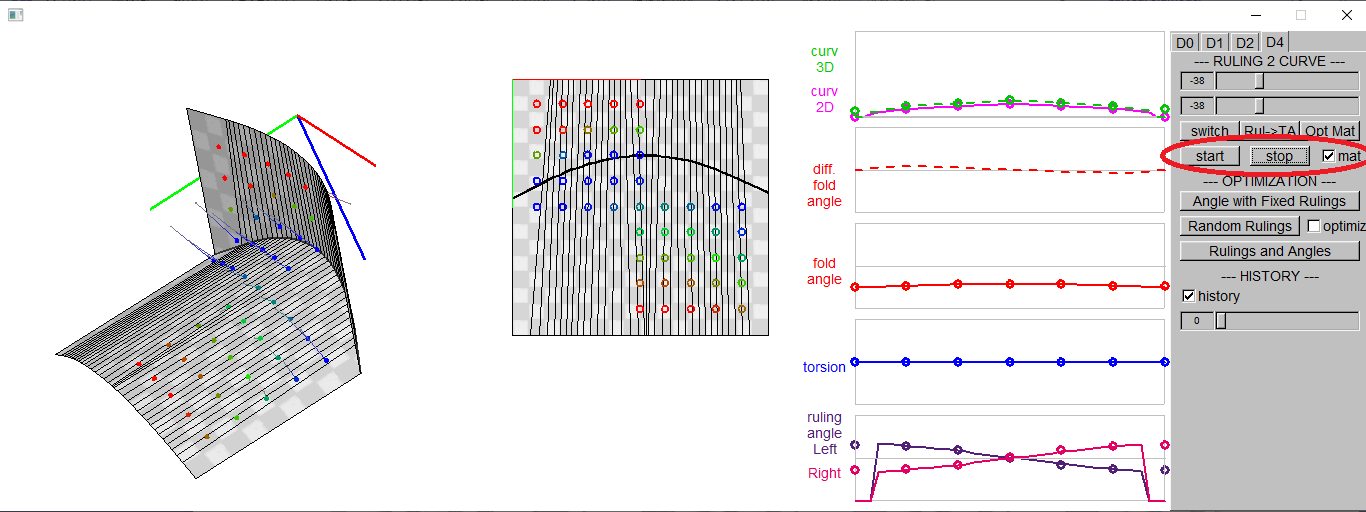 curv
3D
curv
2D
diff.
fold
angle
fold
angle
torsion
ruling
angle
Left
Right
D0 D1 D2 D4
--- RULING 2 CURVE ---
-38
-38
switch Rul->TA Opt Mat
start stop mat
--- OPTIMIZATION ---
Angle with Fixed Rulings
Random Rulings optimiz
Rulings and Angles
--- HISTORY ---
history
0